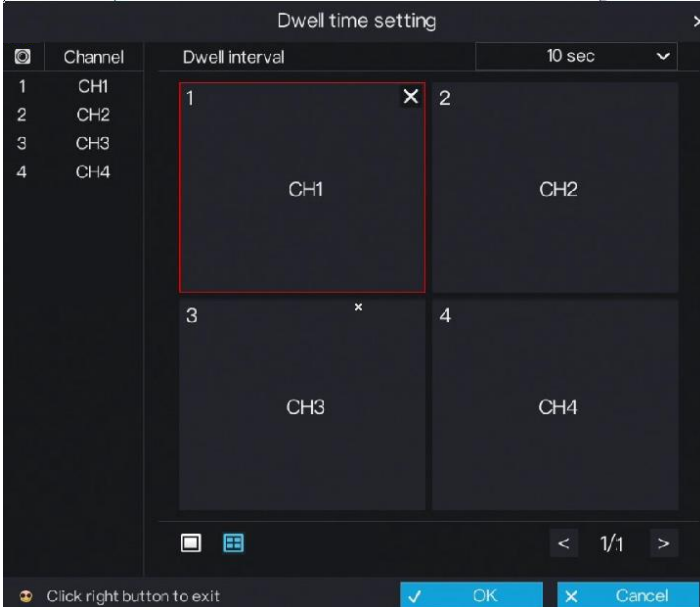 Dwell time setting
Channel Dwell interval 10 sec
1 CH1
2 CH2
3 CH3
4 CH4
1 2
CH1 CH2
3 4
CH3 CH4
1/1
Click right button to exit OK Cancel